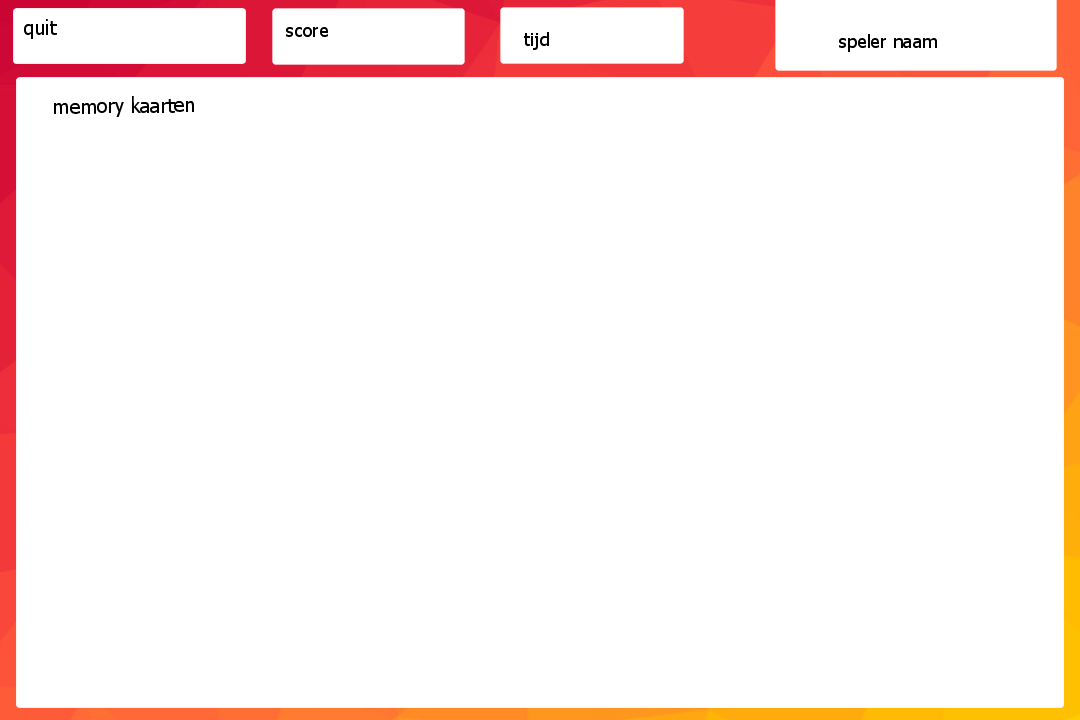 quit
score
tijd
speler naam
memory kaarten